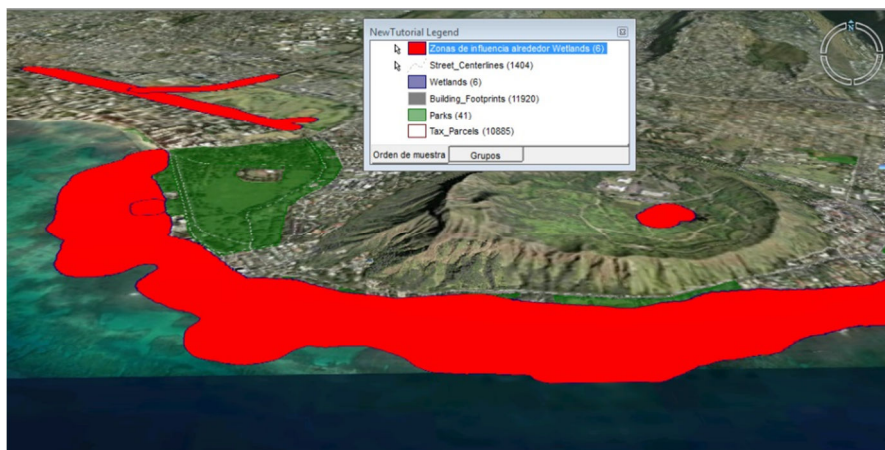 NewTutorial Legend
Zonas de influencia alrededor Wetlands (6)
Street_Centerlines (1404)
Wetlands (6)
Building_Footprints (11920)
Parks (41)
Tax_Parcels (10885)
Orden de muestra
Grupos
N